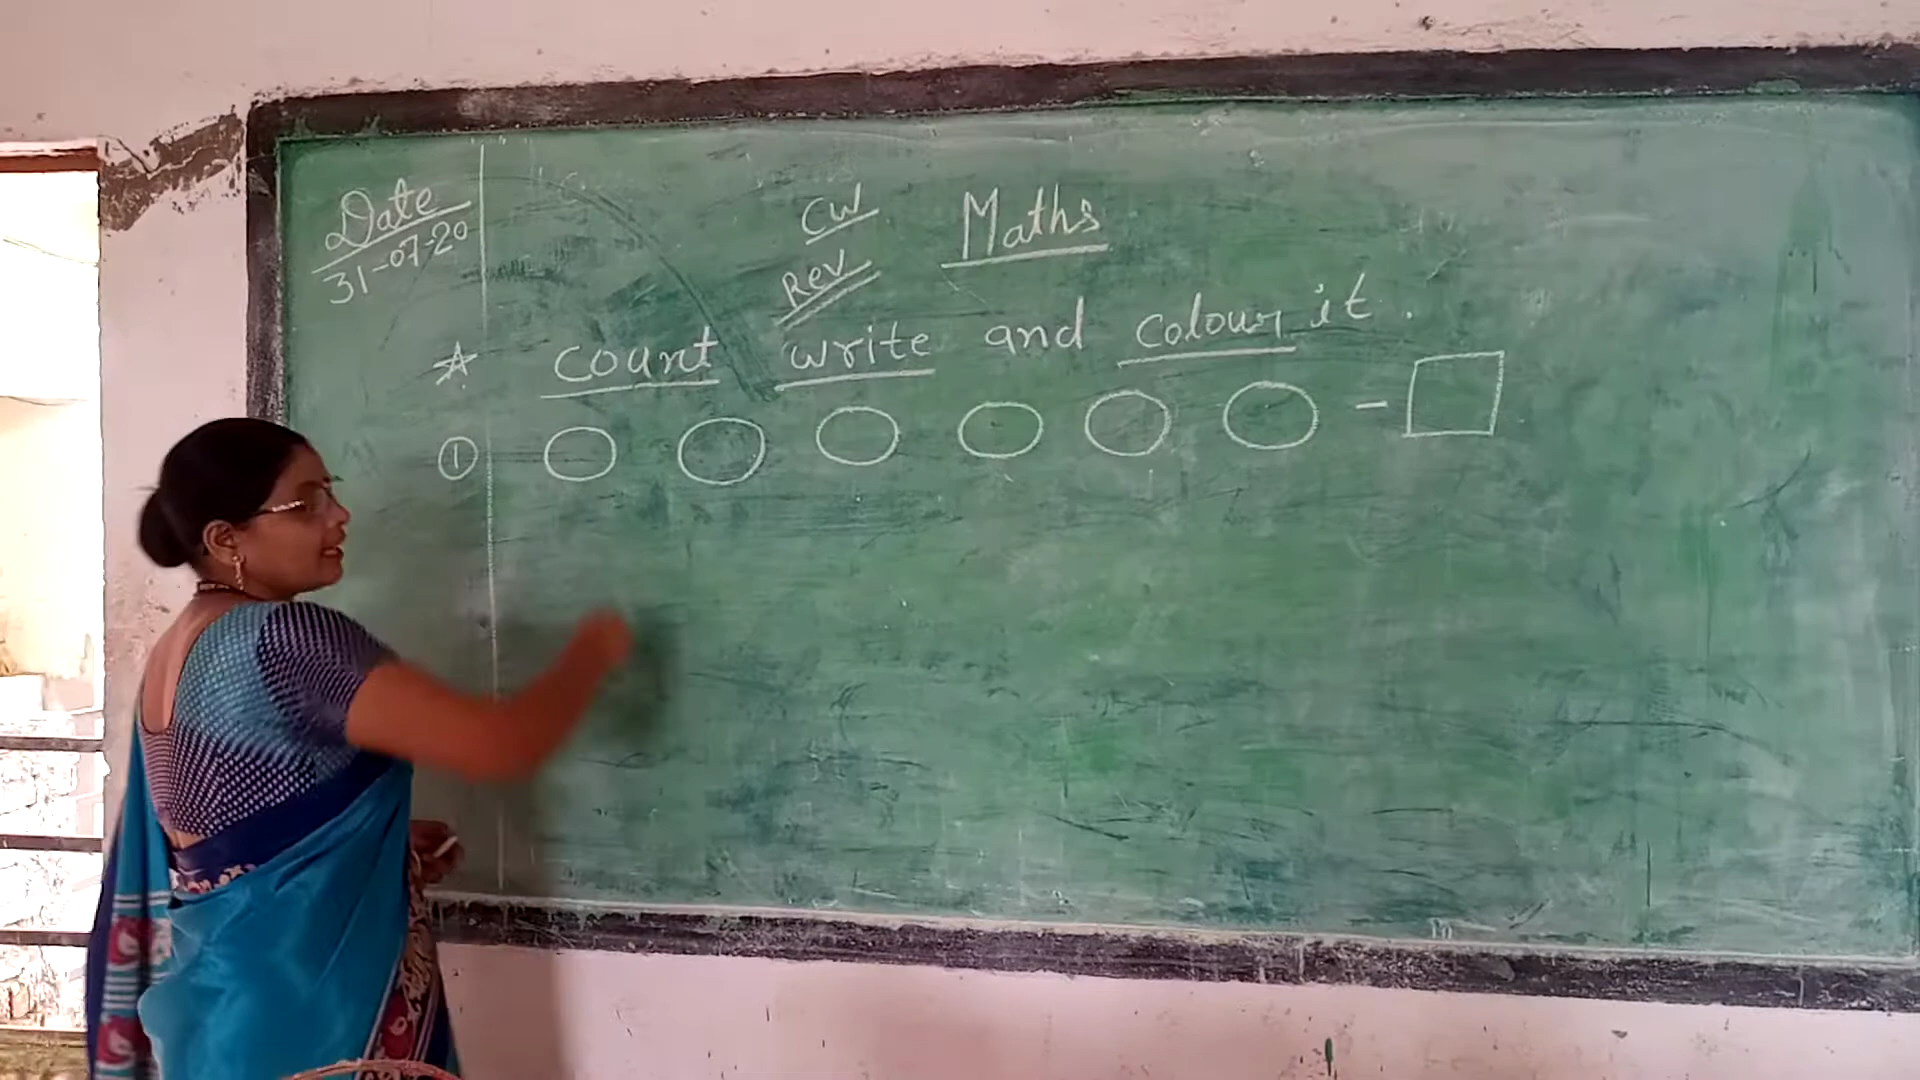 Date
31-07-20
CW Maths
Rev
count write and colour it.
①